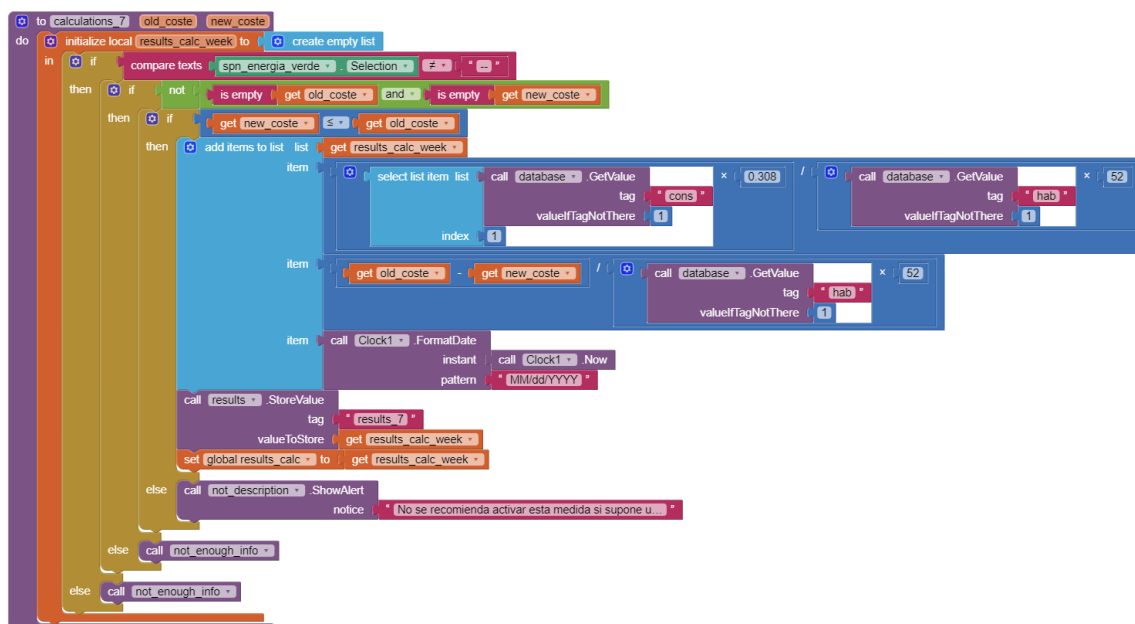 to calculations_7 old_coste new_coste
do initialize local results_calc_week to create empty list
in if compare texts spn_energia_verde . Selection ≠ " -- "
then if not is empty get old_coste and is empty get new_coste
then if get new_coste ≤ get old_coste
then add items to list list get results_calc_week
item select list item list call database .GetValue × 0.308 / call database .GetValue × 52
tag " cons " tag " hab "
valueIfTagNotThere 1 valueIfTagNotThere 1
index 1
item get old_coste - get new_coste / call database .GetValue × 52
tag " hab "
valueIfTagNotThere 1
item call Clock1 .FormatDate
instant call Clock1 .Now
pattern " MM/dd/YYYY "
call results .StoreValue
tag " results_7 "
valueToStore get results_calc_week
set global results_calc to get results_calc_week
else call not_description .ShowAlert
notice " No se recomienda activar esta medida si supone u... "
else call not_enough_info
else call not_enough_info